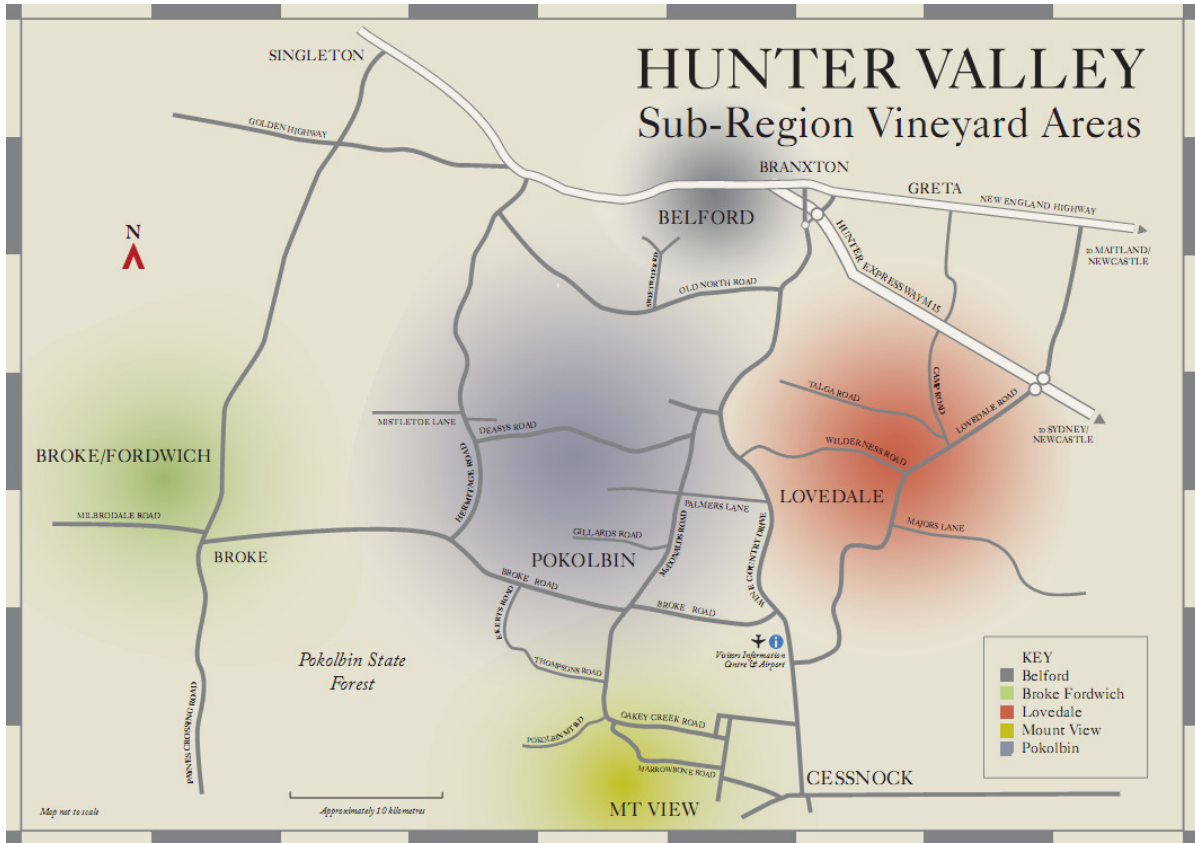 HUNTER VALLEY
Sub-Region Vineyard Areas
SINGLETON
GOLDEN HIGHWAY
BRANXTON
GRETA
NEW ENGLAND HIGHWAY
BELFORD
N
to MAITLAND/
NEWCASTLE
HUNTER EXPRESSWAY M15
SWEETWATER RD
OLD NORTH ROAD
TALGA ROAD
CAMP ROAD
LOVEDALE ROAD
to SYDNEY/
NEWCASTLE
MISTLETOE LANE
DEASYS ROAD
WILDERNESS ROAD
BROKE/FORDWICH
HERMITAGE ROAD
LOVEDALE
PALMERS LANE
MILBRODALE ROAD
MAJORS LANE
GILLARDS ROAD
McDONALDS ROAD
WINE COUNTRY DRIVE
BROKE
POKOLBIN
BROKE ROAD
BROKE ROAD
EKERTS ROAD
Visitors Information
Centre & Airport
Pokolbin State
Forest
THOMPSONS ROAD
PAYNES CROSSING ROAD
POKOLBIN MT RD
OAKEY CREEK ROAD
MARROWBONE ROAD
CESSNOCK
MT VIEW
KEY
Belford
Broke Fordwich
Lovedale
Mount View
Pokolbin
Map not to scale
Approximately 10 kilometres